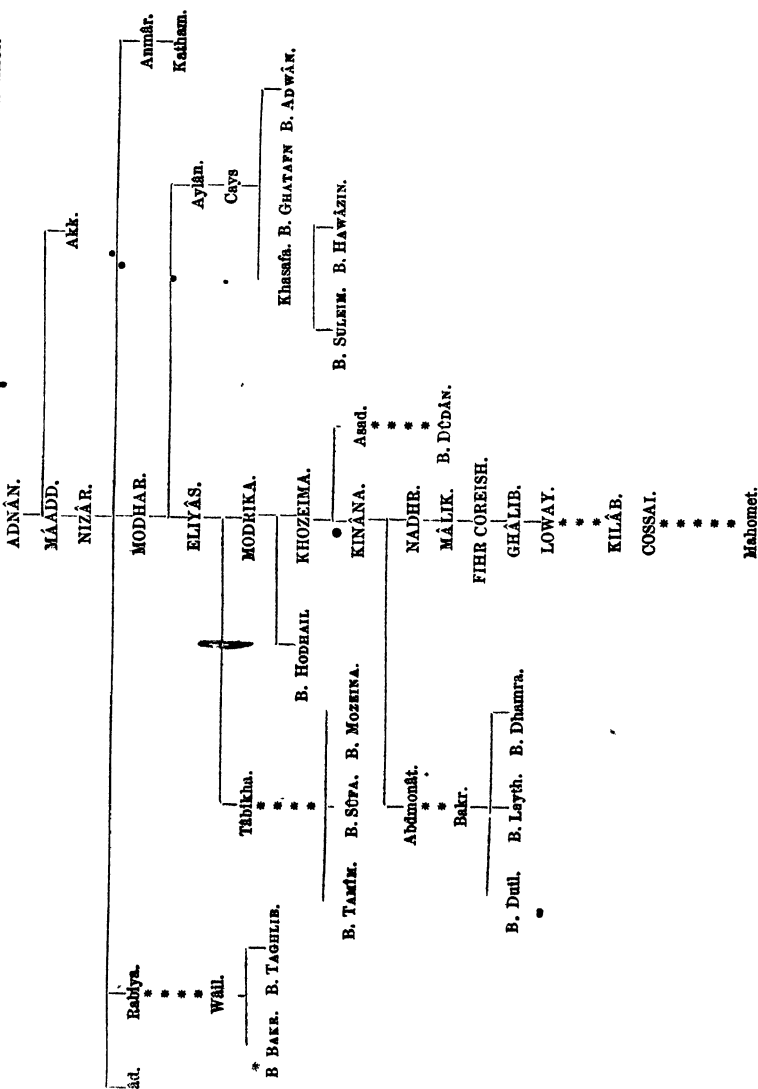 ADNÂN.
MÂADD.
Akk.
NIZÂR.
âd. Rabîya. MODHAR. Anmâr.
Katham.
ELIYÂS. Aylân.
Wâil. Cays
Tâbikha. MODRIKA.
B BAKR. B. TAGHLIB.
Khasafa. B. GHATAFN B. ADWÂN.
B. HODHAIL KHOZEIMA.
B. SULEIM. B. HAWÂZIN.
B. TAMÎM. B. SÛFA. B. MOZEINA.
KINÂNA. Asad.
Abdmonât. NADHR.
B. DÛDÂN.
MÂLIK.
Bakr.
FIHR COREISH.
B. Duil. B. Layth. B. Dhamra. GHÂLIB.
LOWAY.
KILÂB.
COSSAI.
Mahomet.